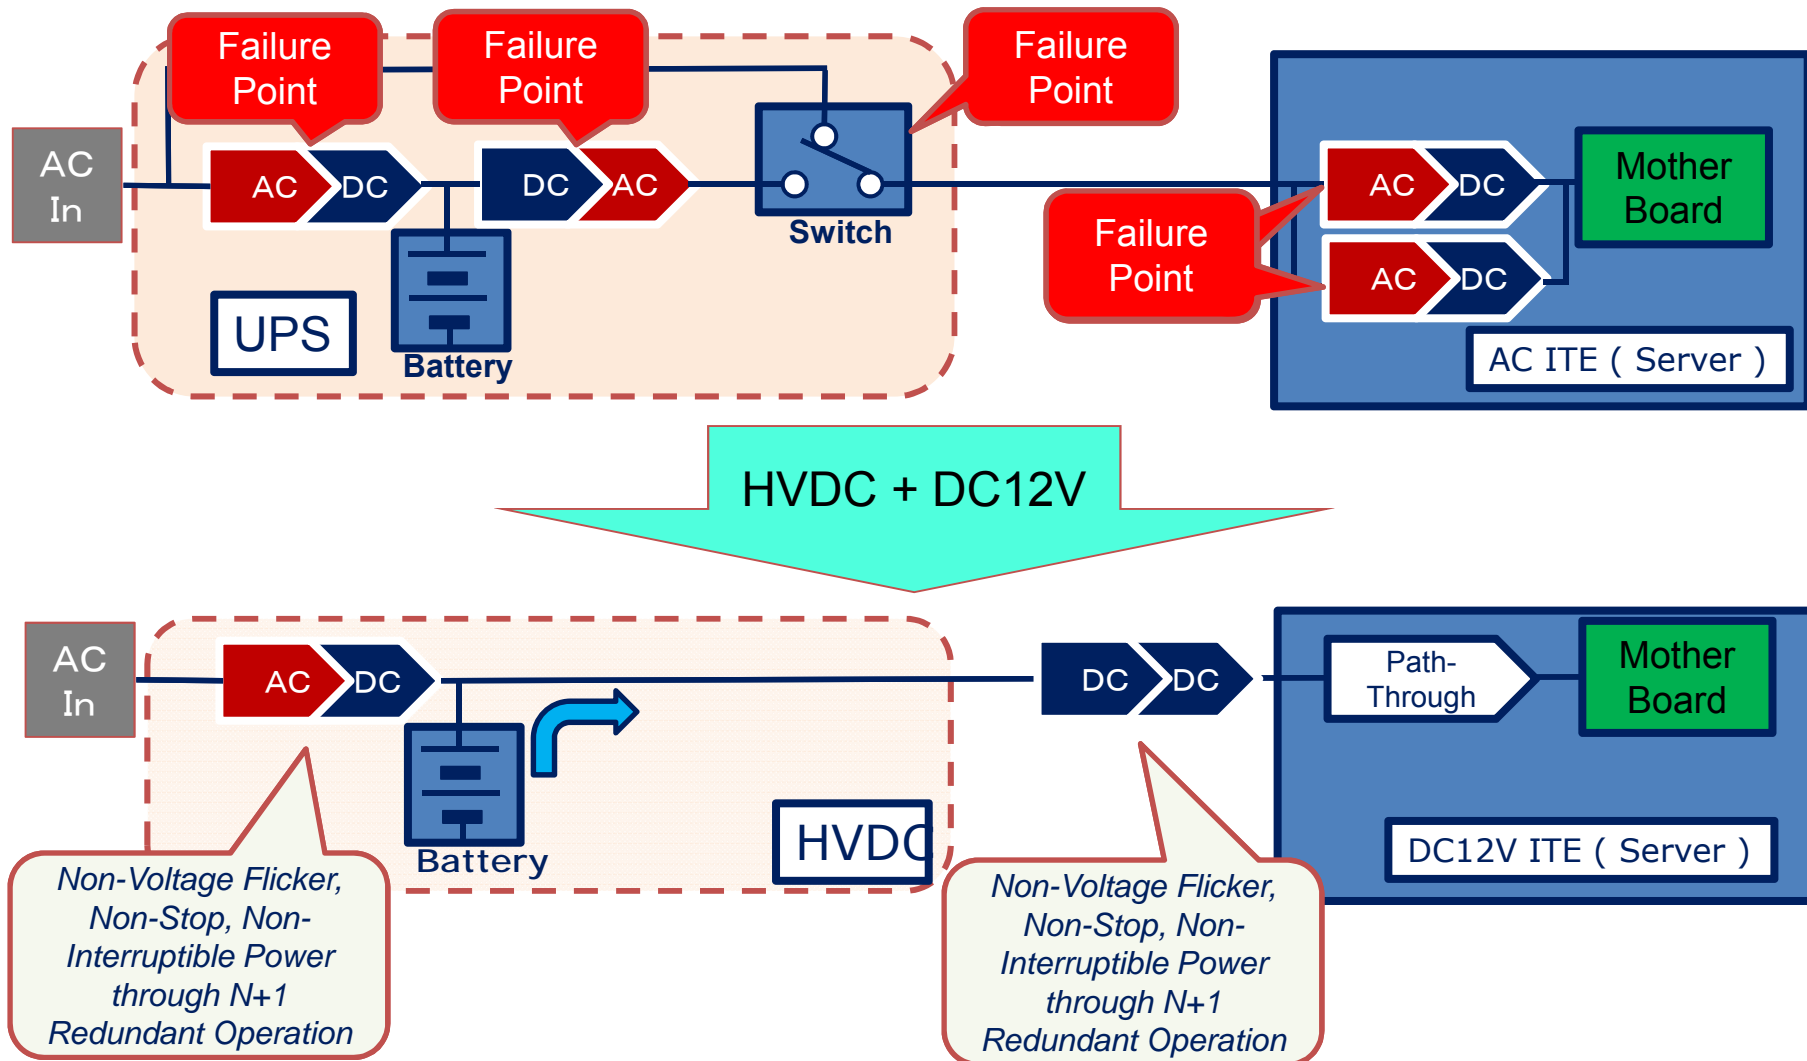 Failure
Point
Failure
Point
Failure
Point
AC
In
AC
DC
DC
AC
Switch
Battery
UPS
Failure
Point
AC
DC
AC
DC
Mother
Board
AC ITE ( Server )
HVDC + DC12V
AC
In
AC
DC
Battery
HVDC
DC
DC
Path-
Through
Mother
Board
DC12V ITE ( Server )
Non-Voltage Flicker,
Non-Stop, Non-
Interruptible Power
through N+1
Redundant Operation
Non-Voltage Flicker,
Non-Stop, Non-
Interruptible Power
through N+1
Redundant Operation